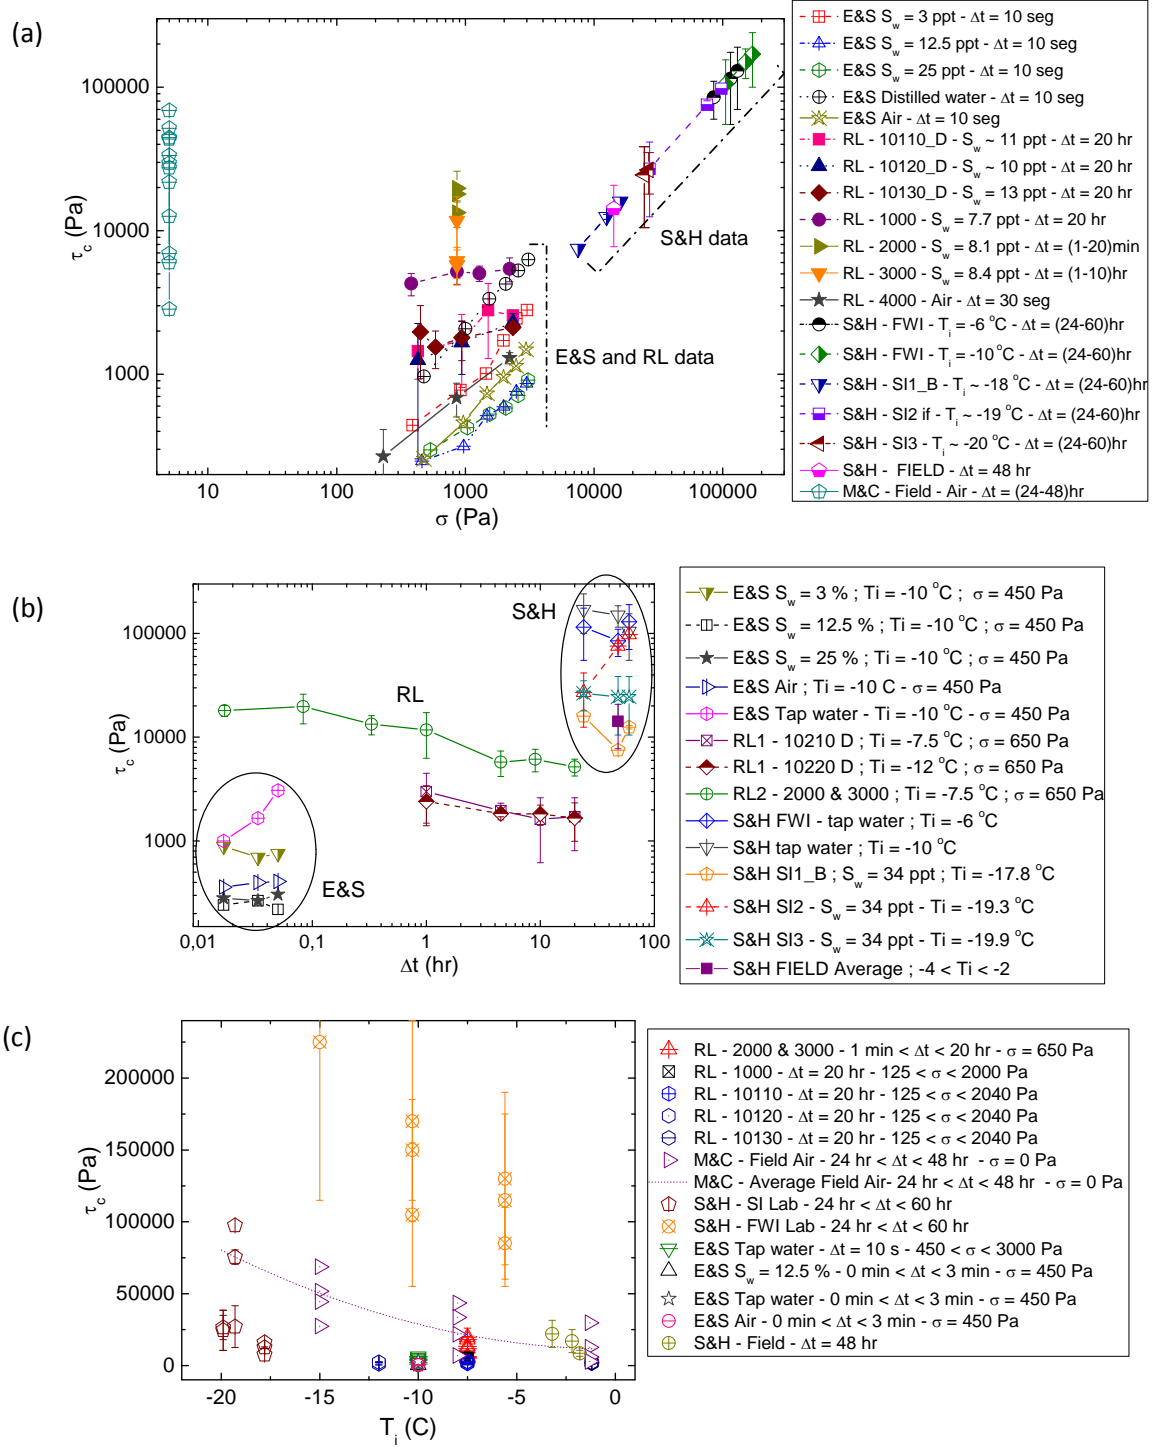 (a)
100000
10000
1000
τc (Pa)
10
100
1000
10000
100000
σ (Pa)
S&H data
E&S and RL data
E&S Sw = 3 ppt - Δt = 10 seg
E&S Sw = 12.5 ppt - Δt = 10 seg
E&S Sw = 25 ppt - Δt = 10 seg
E&S Distilled water - Δt = 10 seg
E&S Air - Δt = 10 seg
RL - 10110_D - Sw ~ 11 ppt - Δt = 20 hr
RL - 10120_D - Sw ~ 10 ppt - Δt = 20 hr
RL - 10130_D - Sw = 13 ppt - Δt = 20 hr
RL - 1000 - Sw = 7.7 ppt - Δt = 20 hr
RL - 2000 - Sw = 8.1 ppt - Δt = (1-20)min
RL - 3000 - Sw = 8.4 ppt - Δt = (1-10)hr
RL - 4000 - Air - Δt = 30 seg
S&H - FWI - Ti = -6 °C - Δt = (24-60)hr
S&H - FWI - Ti = -10 °C - Δt = (24-60)hr
S&H - SI1_B - Ti ~ -18 °C - Δt = (24-60)hr
S&H - SI2 if - Ti ~ -19 °C - Δt = (24-60)hr
S&H - SI3 - Ti ~ -20 °C - Δt = (24-60)hr
S&H - FIELD - Δt = 48 hr
M&C - Field - Air - Δt = (24-48)hr
(b)
100000
10000
1000
τc (Pa)
0,01
0,1
1
10
100
Δt (hr)
S&H
RL
E&S
E&S Sw = 3 % ; Ti = -10 °C ; σ = 450 Pa
E&S Sw = 12.5 % ; Ti = -10 °C ; σ = 450 Pa
E&S Sw = 25 % ; Ti = -10 °C ; σ = 450 Pa
E&S Air ; Ti = -10 C - σ = 450 Pa
E&S Tap water - Ti = -10 °C - σ = 450 Pa
RL1 - 10210 D ; Ti = -7.5 °C ; σ = 650 Pa
RL1 - 10220 D ; Ti = -12 °C ; σ = 650 Pa
RL2 - 2000 & 3000 ; Ti = -7.5 °C ; σ = 650 Pa
S&H FWI - tap water ; Ti = -6 °C
S&H tap water ; Ti = -10 °C
S&H SI1_B ; Sw = 34 ppt ; Ti = -17.8 °C
S&H SI2 - Sw = 34 ppt - Ti = -19.3 °C
S&H SI3 - Sw = 34 ppt - Ti = -19.9 °C
S&H FIELD Average ; -4 < Ti < -2
(c)
200000
150000
100000
50000
0
τc (Pa)
-20
-15
-10
-5
0
Ti (C)
RL - 2000 & 3000 - 1 min < Δt < 20 hr - σ = 650 Pa
RL - 1000 - Δt = 20 hr - 125 < σ < 2000 Pa
RL - 10110 - Δt = 20 hr - 125 < σ < 2040 Pa
RL - 10120 - Δt = 20 hr - 125 < σ < 2040 Pa
RL - 10130 - Δt = 20 hr - 125 < σ < 2040 Pa
M&C - Field Air - 24 hr < Δt < 48 hr - σ = 0 Pa
M&C - Average Field Air- 24 hr < Δt < 48 hr - σ = 0 Pa
S&H - SI Lab - 24 hr < Δt < 60 hr
S&H - FWI Lab - 24 hr < Δt < 60 hr
E&S Tap water - Δt = 10 s - 450 < σ < 3000 Pa
E&S Sw = 12.5 % - 0 min < Δt < 3 min - σ = 450 Pa
E&S Tap water - 0 min < Δt < 3 min - σ = 450 Pa
E&S Air - 0 min < Δt < 3 min - σ = 450 Pa
S&H - Field - Δt = 48 hr